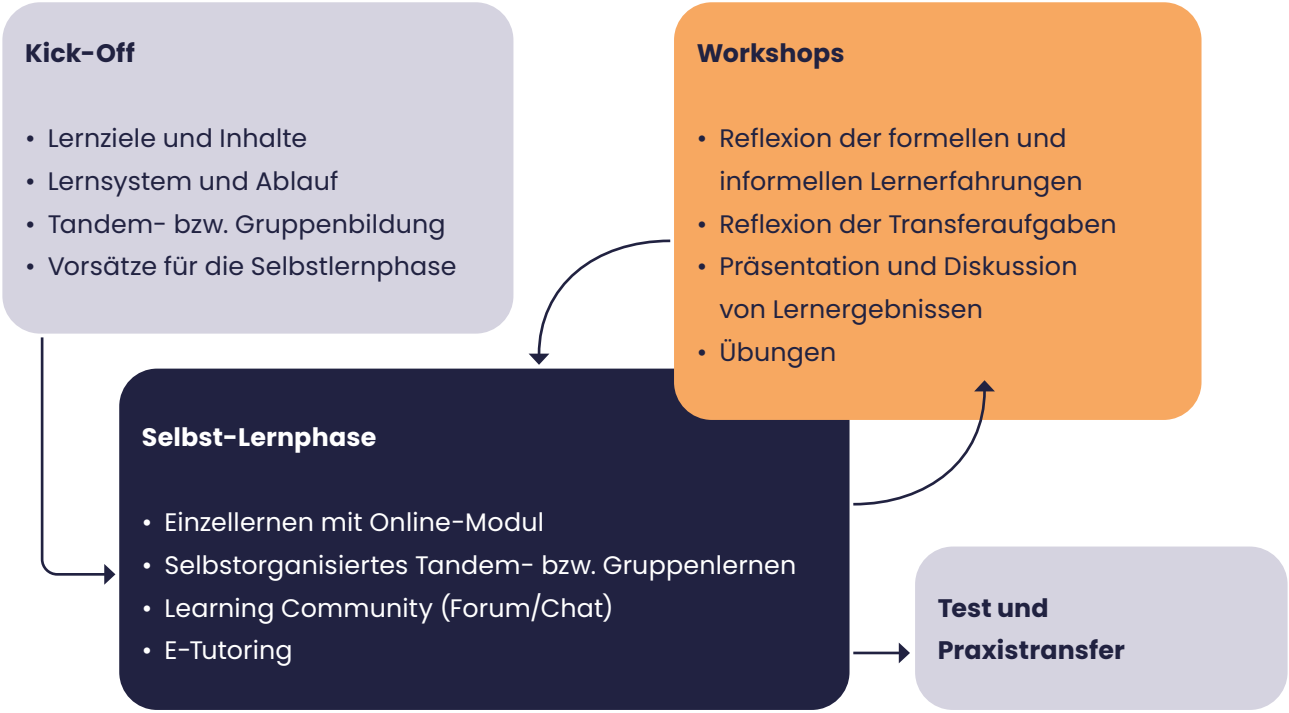 Kick-Off
• Lernziele und Inhalte
• Lernsystem und Ablauf
• Tandem- bzw. Gruppenbildung
• Vorsätze für die Selbstlernphase
Workshops
• Reflexion der formellen und
informellen Lernerfahrungen
• Reflexion der Transferaufgaben
• Präsentation und Diskussion
von Lernergebnissen
• Übungen
Selbst-Lernphase
• Einzellernen mit Online-Modul
• Selbstorganisiertes Tandem- bzw. Gruppenlernen
• Learning Community (Forum/Chat)
• E-Tutoring
Test und
Praxistransfer